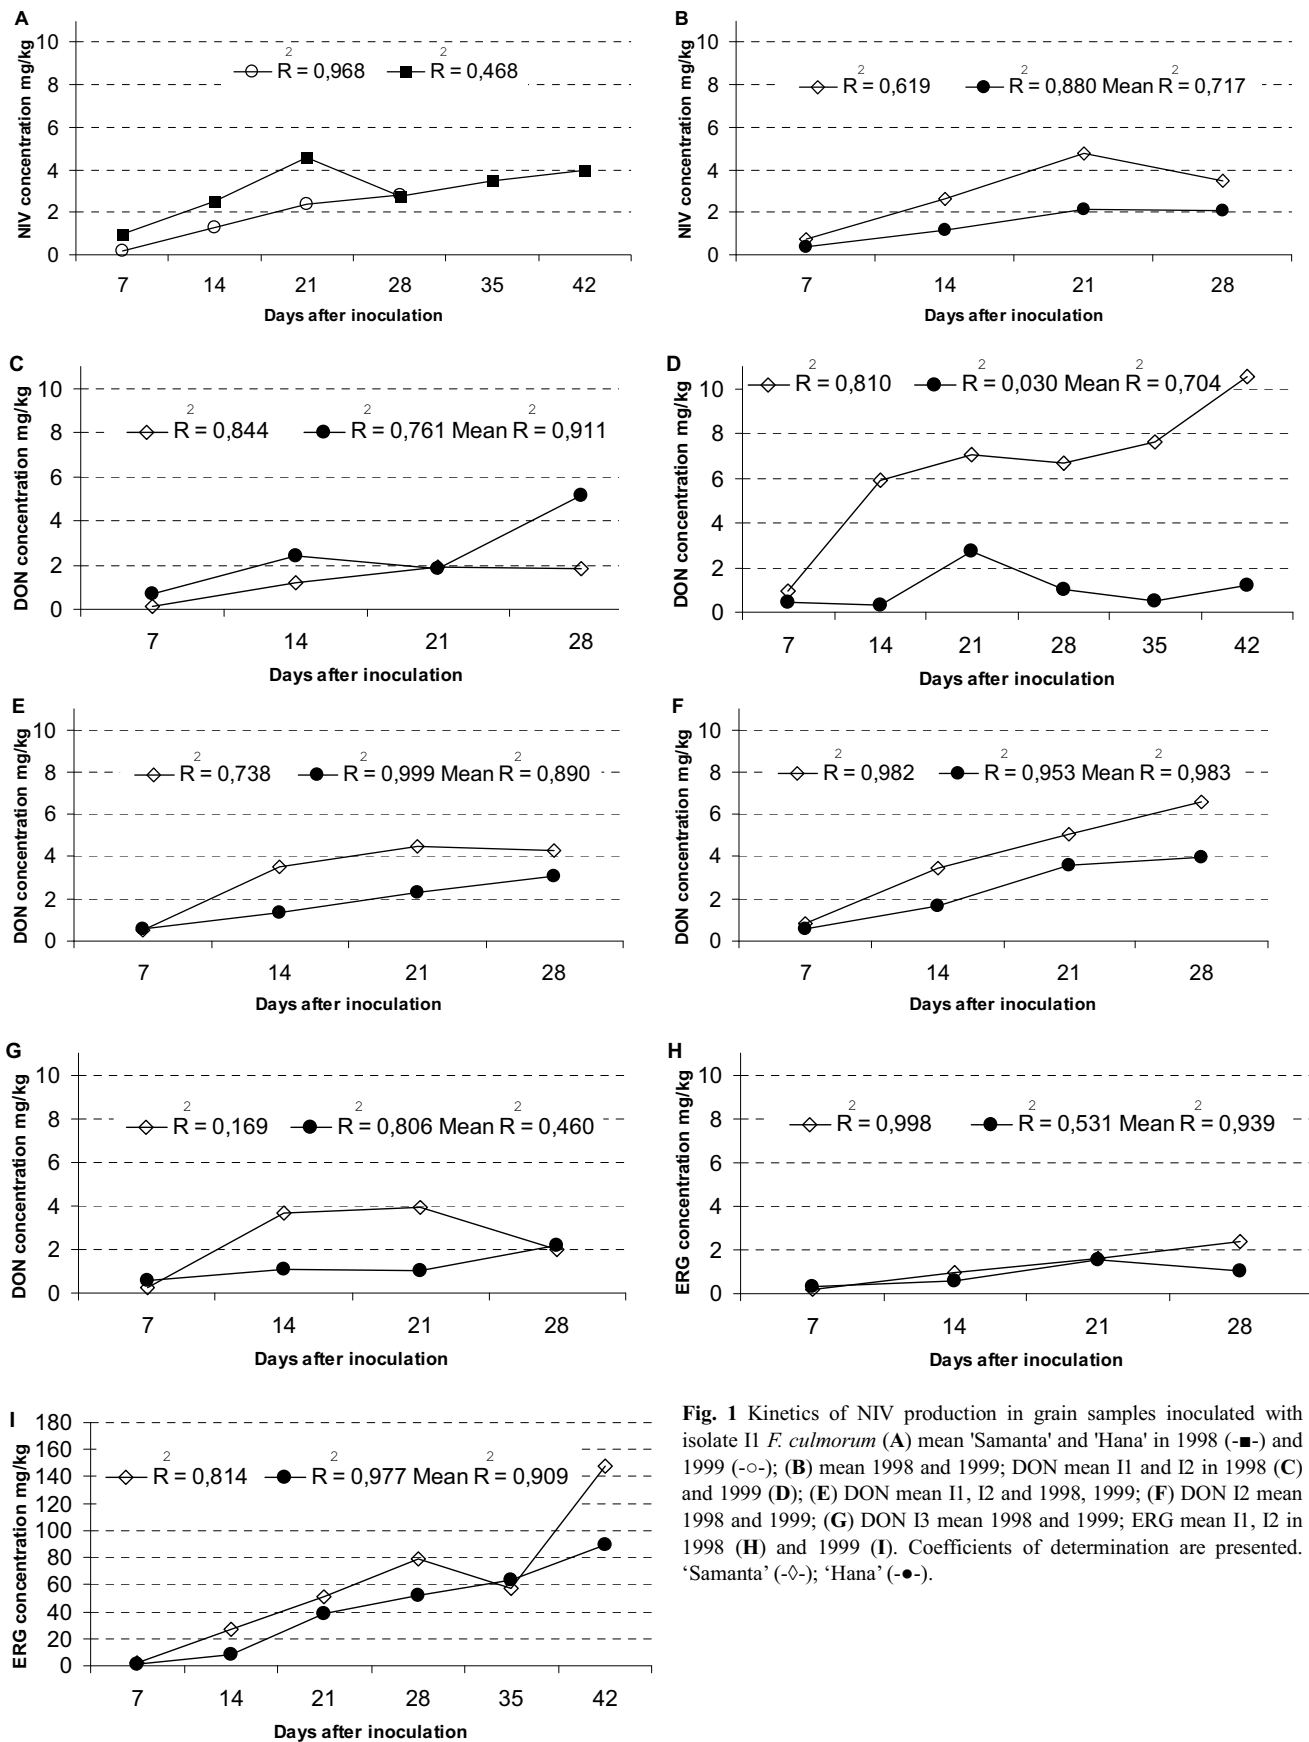 A
NIV concentration mg/kg
10
8
6
4
2
0
R² = 0,968 R² = 0,468
7 14 21 28 35 42
Days after inoculation
B
NIV concentration mg/kg
10
8
6
4
2
0
R² = 0,619 R² = 0,880 Mean R² = 0,717
7 14 21 28
Days after inoculation
C
DON concentration mg/kg
10
8
6
4
2
0
R² = 0,844 R² = 0,761 Mean R² = 0,911
7 14 21 28
Days after inoculation
D
DON concentration mg/kg
10
8
6
4
2
0
R² = 0,810 R² = 0,030 Mean R² = 0,704
7 14 21 28 35 42
Days after inoculation
E
DON concentration mg/kg
10
8
6
4
2
0
R² = 0,738 R² = 0,999 Mean R² = 0,890
7 14 21 28
Days after inoculation
F
DON concentration mg/kg
10
8
6
4
2
0
R² = 0,982 R² = 0,953 Mean R² = 0,983
7 14 21 28
Days after inoculation
G
DON concentration mg/kg
10
8
6
4
2
0
R² = 0,169 R² = 0,806 Mean R² = 0,460
7 14 21 28
Days after inoculation
H
ERG concentration mg/kg
10
8
6
4
2
0
R² = 0,998 R² = 0,531 Mean R² = 0,939
7 14 21 28
Days after inoculation
I
ERG concentration mg/kg
180
160
140
120
100
80
60
40
20
0
R² = 0,814 R² = 0,977 Mean R² = 0,909
7 14 21 28 35 42
Days after inoculation
Fig. 1 Kinetics of NIV production in grain samples inoculated with
isolate I1 F. culmorum (A) mean 'Samanta' and 'Hana' in 1998 (-■-) and
1999 (-○-); (B) mean 1998 and 1999; DON mean I1 and I2 in 1998 (C)
and 1999 (D); (E) DON mean I1, I2 and 1998, 1999; (F) DON I2 mean
1998 and 1999; (G) DON I3 mean 1998 and 1999; ERG mean I1, I2 in
1998 (H) and 1999 (I). Coefficients of determination are presented.
‘Samanta’ (-◊-); ‘Hana’ (-●-).